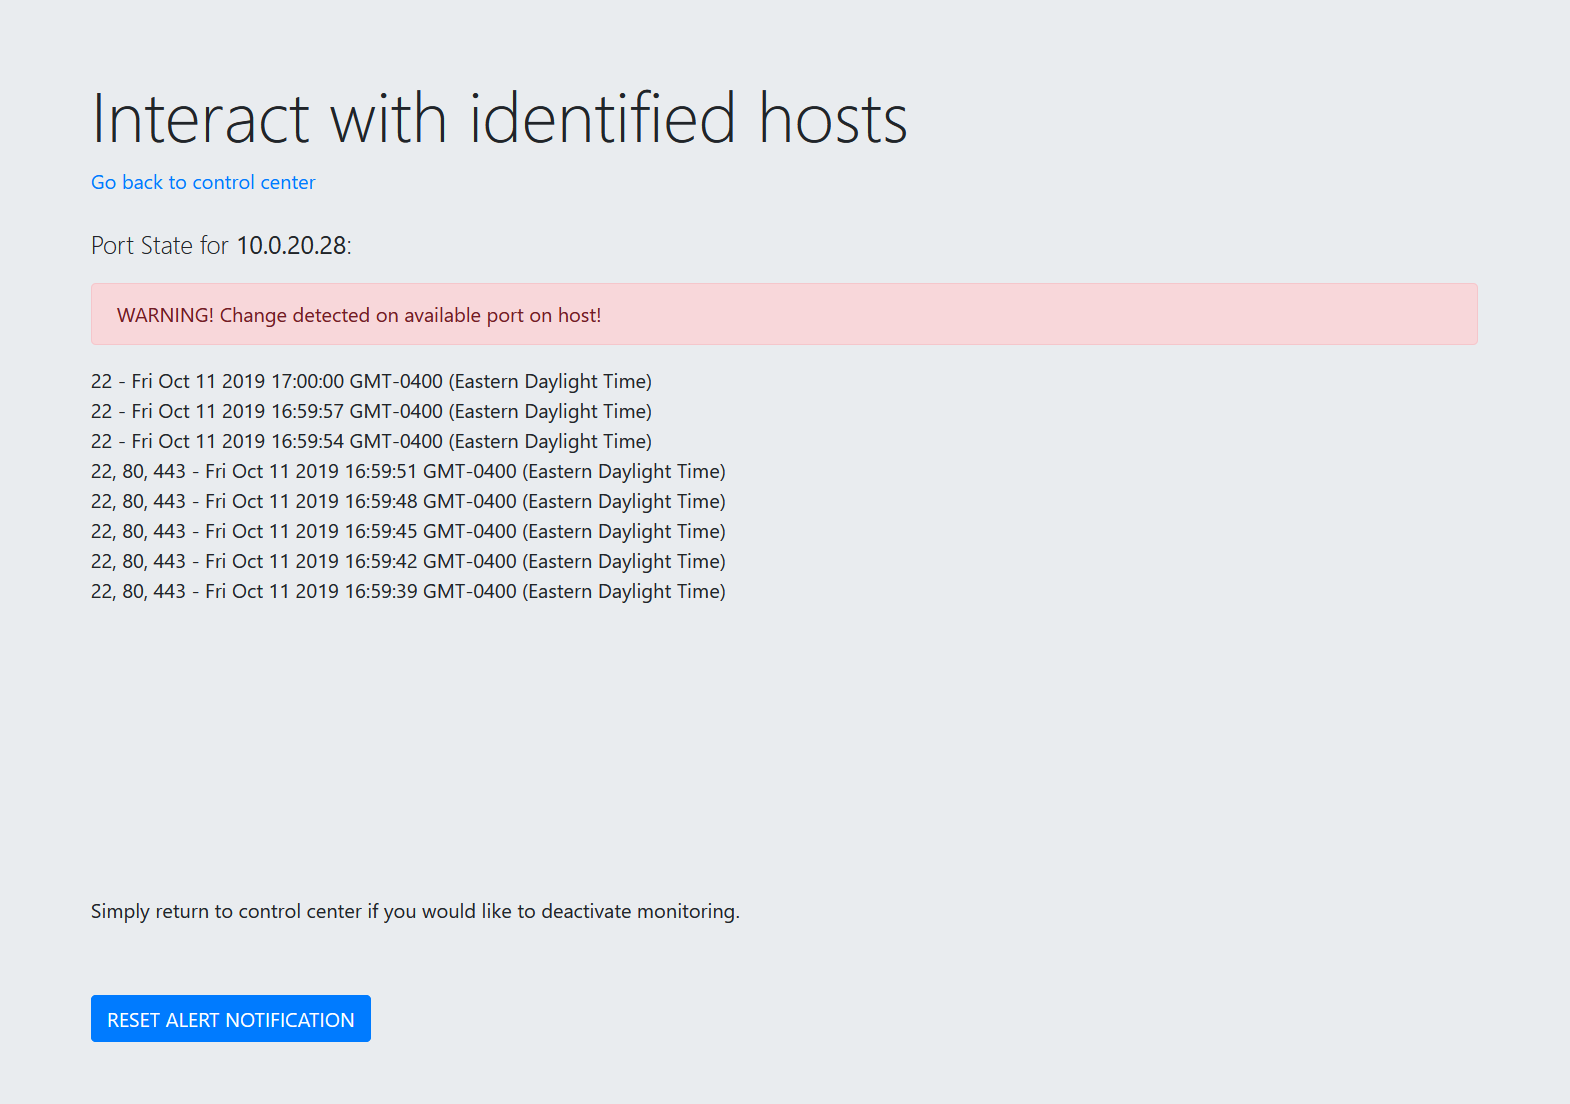 Interact with identified hosts
Go back to control center
Port State for 10.0.20.28:
WARNING! Change detected on available port on host!
22 - Fri Oct 11 2019 17:00:00 GMT-0400 (Eastern Daylight Time)
22 - Fri Oct 11 2019 16:59:57 GMT-0400 (Eastern Daylight Time)
22 - Fri Oct 11 2019 16:59:54 GMT-0400 (Eastern Daylight Time)
22, 80, 443 - Fri Oct 11 2019 16:59:51 GMT-0400 (Eastern Daylight Time)
22, 80, 443 - Fri Oct 11 2019 16:59:48 GMT-0400 (Eastern Daylight Time)
22, 80, 443 - Fri Oct 11 2019 16:59:45 GMT-0400 (Eastern Daylight Time)
22, 80, 443 - Fri Oct 11 2019 16:59:42 GMT-0400 (Eastern Daylight Time)
22, 80, 443 - Fri Oct 11 2019 16:59:39 GMT-0400 (Eastern Daylight Time)
Simply return to control center if you would like to deactivate monitoring.
RESET ALERT NOTIFICATION